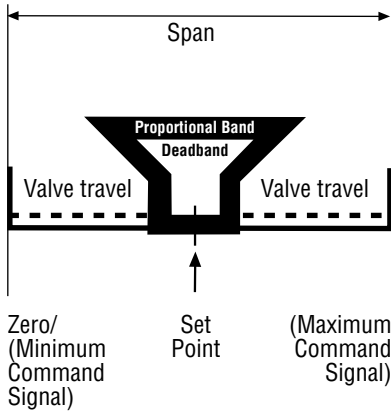 Span
Proportional Band
Deadband
Valve travel
Valve travel
Zero/
(Minimum
Command
Signal)
Set
Point
(Maximum
Command
Signal)